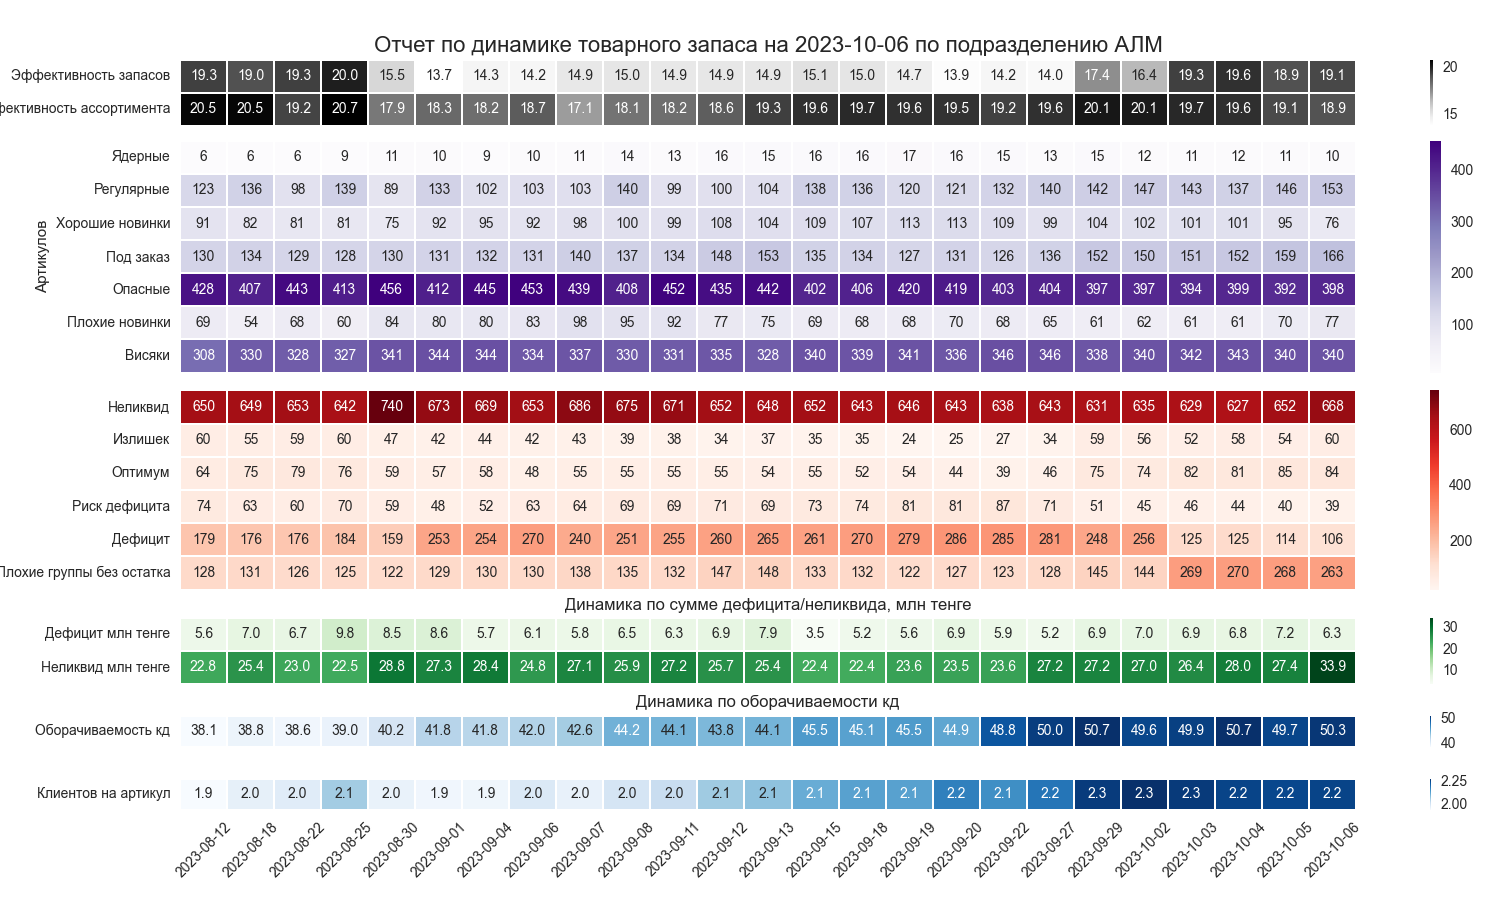 Отчет по динамике товарного запаса на 2023-10-06 по подразделению АЛМ
Эффективность запасов 19.3 19.0 19.3 20.0 15.5 13.7 14.3 14.2 14.9 15.0 14.9 14.9 14.9 15.1 15.0 14.7 13.9 14.2 14.0 17.4 16.4 19.3 19.6 18.9 19.1
фективность ассортимента 20.5 20.5 19.2 20.7 17.9 18.3 18.2 18.7 17.1 18.1 18.2 18.6 19.3 19.6 19.7 19.6 19.5 19.2 19.6 20.1 20.1 19.7 19.6 19.1 18.9
20
15
Артикулов
Ядерные 6 6 6 9 11 10 9 10 11 14 13 16 15 16 16 17 16 15 13 15 12 11 12 11 10
Регулярные 123 136 98 139 89 133 102 103 103 140 99 100 104 138 136 120 121 132 140 142 147 143 137 146 153
Хорошие новинки 91 82 81 81 75 92 95 92 98 100 99 108 104 109 107 113 113 109 99 104 102 101 101 95 76
Под заказ 130 134 129 128 130 131 132 131 140 137 134 148 153 135 134 127 131 126 136 152 150 151 152 159 166
Опасные 428 407 443 413 456 412 445 453 439 408 452 435 442 402 406 420 419 403 404 397 397 394 399 392 398
Плохие новинки 69 54 68 60 84 80 80 83 98 95 92 77 75 69 68 68 70 68 65 61 62 61 61 70 77
Висяки 308 330 328 327 341 344 344 334 337 330 331 335 328 340 339 341 336 346 346 338 340 342 343 340 340
400
300
200
100
Неликвид 650 649 653 642 740 673 669 653 686 675 671 652 648 652 643 646 643 638 643 631 635 629 627 652 668
Излишек 60 55 59 60 47 42 44 42 43 39 38 34 37 35 35 24 25 27 34 59 56 52 58 54 60
Оптимум 64 75 79 76 59 57 58 48 55 55 55 55 54 55 52 54 44 39 46 75 74 82 81 85 84
Риск дефицита 74 63 60 70 59 48 52 63 64 69 69 71 69 73 74 81 81 87 71 51 45 46 44 40 39
Дефицит 179 176 176 184 159 253 254 270 240 251 255 260 265 261 270 279 286 285 281 248 256 125 125 114 106
Плохие группы без остатка 128 131 126 125 122 129 130 130 138 135 132 147 148 133 132 122 127 123 128 145 144 269 270 268 263
600
400
200
Динамика по сумме дефицита/неликвида, млн тенге
Дефицит млн тенге 5.6 7.0 6.7 9.8 8.5 8.6 5.7 6.1 5.8 6.5 6.3 6.9 7.9 3.5 5.2 5.6 6.9 5.9 5.2 6.9 7.0 6.9 6.8 7.2 6.3
Неликвид млн тенге 22.8 25.4 23.0 22.5 28.8 27.3 28.4 24.8 27.1 25.9 27.2 25.7 25.4 22.4 22.4 23.6 23.5 23.6 27.2 27.2 27.0 26.4 28.0 27.4 33.9
30
20
10
Динамика по оборачиваемости кд
Оборачиваемость кд 38.1 38.8 38.6 39.0 40.2 41.8 41.8 42.0 42.6 44.2 44.1 43.8 44.1 45.5 45.1 45.5 44.9 48.8 50.0 50.7 49.6 49.9 50.7 49.7 50.3
50
40
Клиентов на артикул 1.9 2.0 2.0 2.1 2.0 1.9 1.9 2.0 2.0 2.0 2.0 2.1 2.1 2.1 2.1 2.1 2.2 2.1 2.2 2.3 2.3 2.3 2.2 2.2 2.2
2.25
2.00
2023-08-12 2023-08-18 2023-08-22 2023-08-25 2023-08-30 2023-09-01 2023-09-04 2023-09-06 2023-09-07 2023-09-08 2023-09-11 2023-09-12 2023-09-13 2023-09-15 2023-09-18 2023-09-19 2023-09-20 2023-09-22 2023-09-27 2023-09-29 2023-10-02 2023-10-03 2023-10-04 2023-10-05 2023-10-06